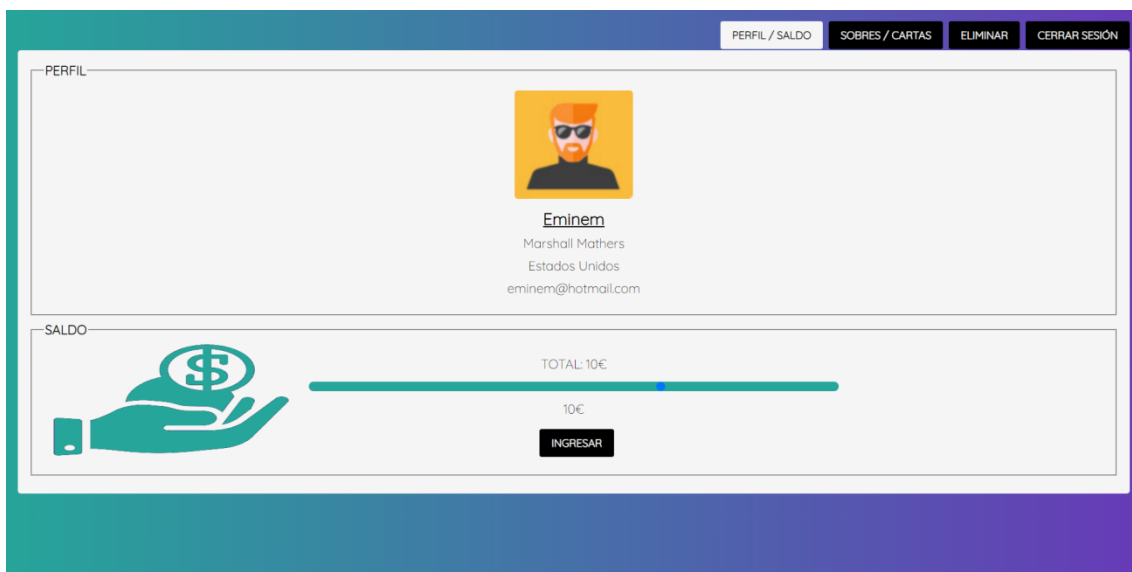 PERFIL / SALDO SOBRES / CARTAS ELIMINAR CERRAR SESIÓN
PERFIL
Eminem
Marshall Mathers
Estados Unidos
eminem@hotmail.com
SALDO
$
TOTAL: 10€
10€
INGRESAR